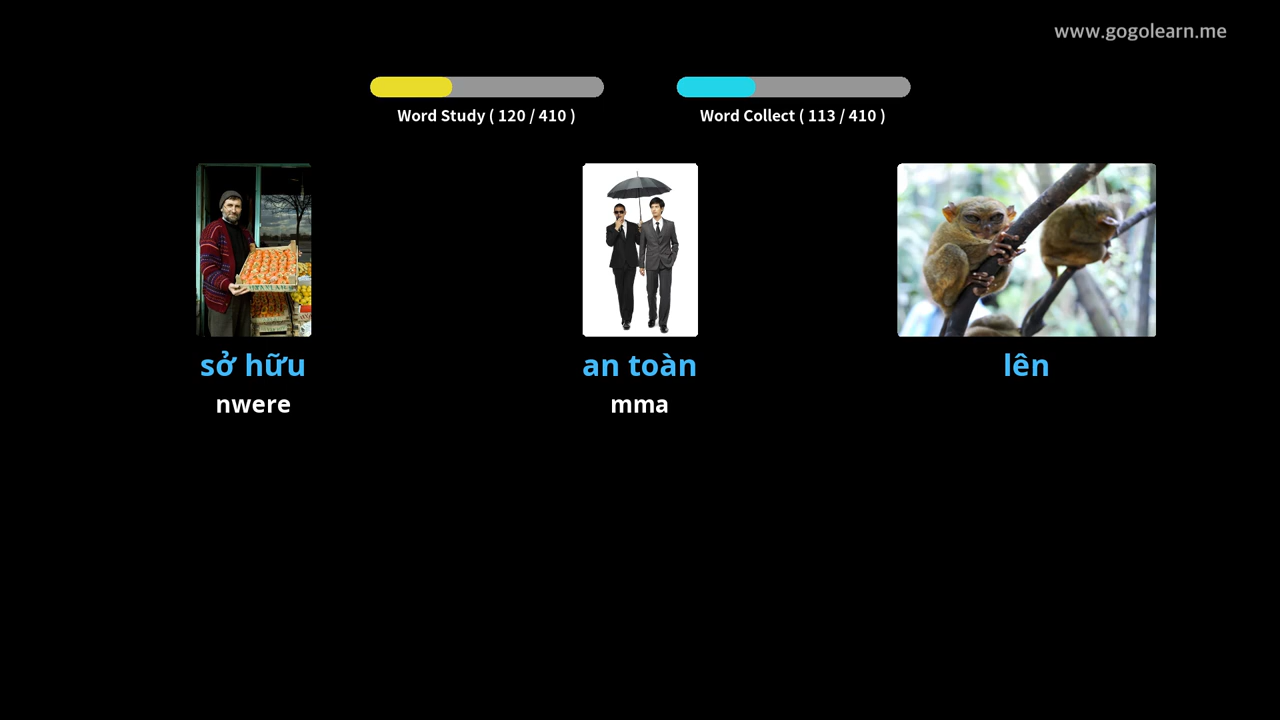 www.gogolearn.me
Word Study ( 120 / 410 )
Word Collect ( 113 / 410 )
sở hữu
nwere
an toàn
mma
lên